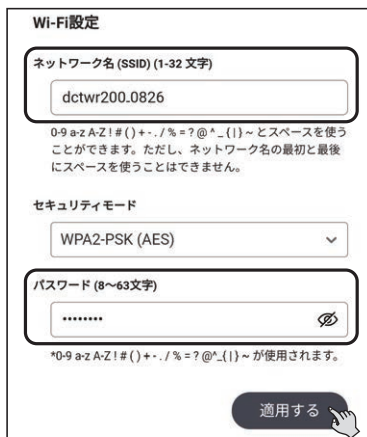 Wi-Fi設定
ネットワーク名 (SSID) (1-32 文字)
dctwr200.0826
0-9 a-z A-Z ! # ( ) + - . / % = ? @ ^ _ { | } ~ とスペースを使う
ことができます。ただし、ネットワーク名の最初と最後
にスペースを使うことはできません。
セキュリティモード
WPA2-PSK (AES)
パスワード (8〜63文字)
••••••••
*0-9 a-z A-Z ! # ( ) + - . / % = ? @^_{ | } ~ が使用されます。
適用する